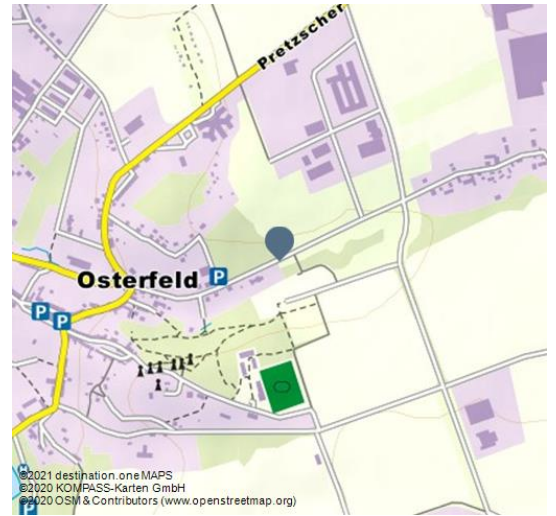 Pretzscher
Osterfeld
P
P
P
©2021 destination.one MAPS
©2020 KOMPASS-Karten GmbH
©2020 OSM & Contributors (www.openstreetmap.org)
P